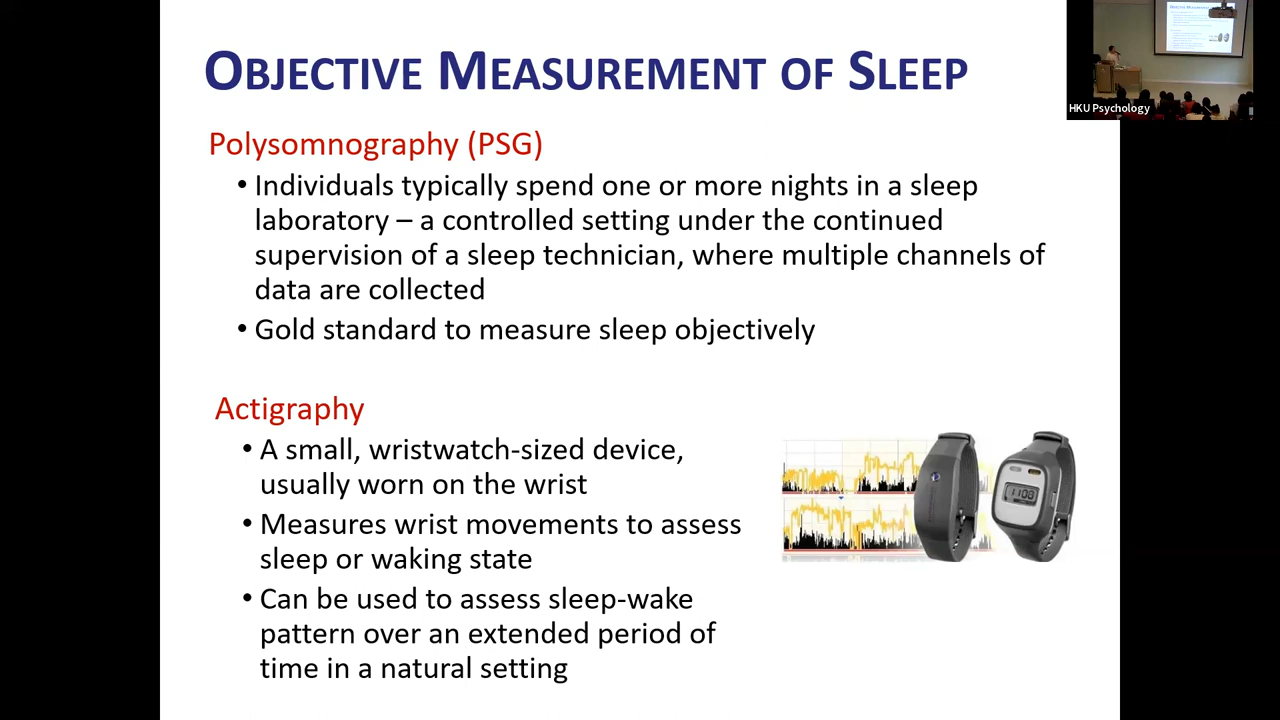 OBJECTIVE MEASUREMENT OF SLEEP
HKU Psychology
Polysomnography (PSG)
• Individuals typically spend one or more nights in a sleep
laboratory – a controlled setting under the continued
supervision of a sleep technician, where multiple channels of
data are collected
• Gold standard to measure sleep objectively
Actigraphy
• A small, wristwatch-sized device,
usually worn on the wrist
• Measures wrist movements to assess
sleep or waking state
• Can be used to assess sleep-wake
pattern over an extended period of
time in a natural setting
1100